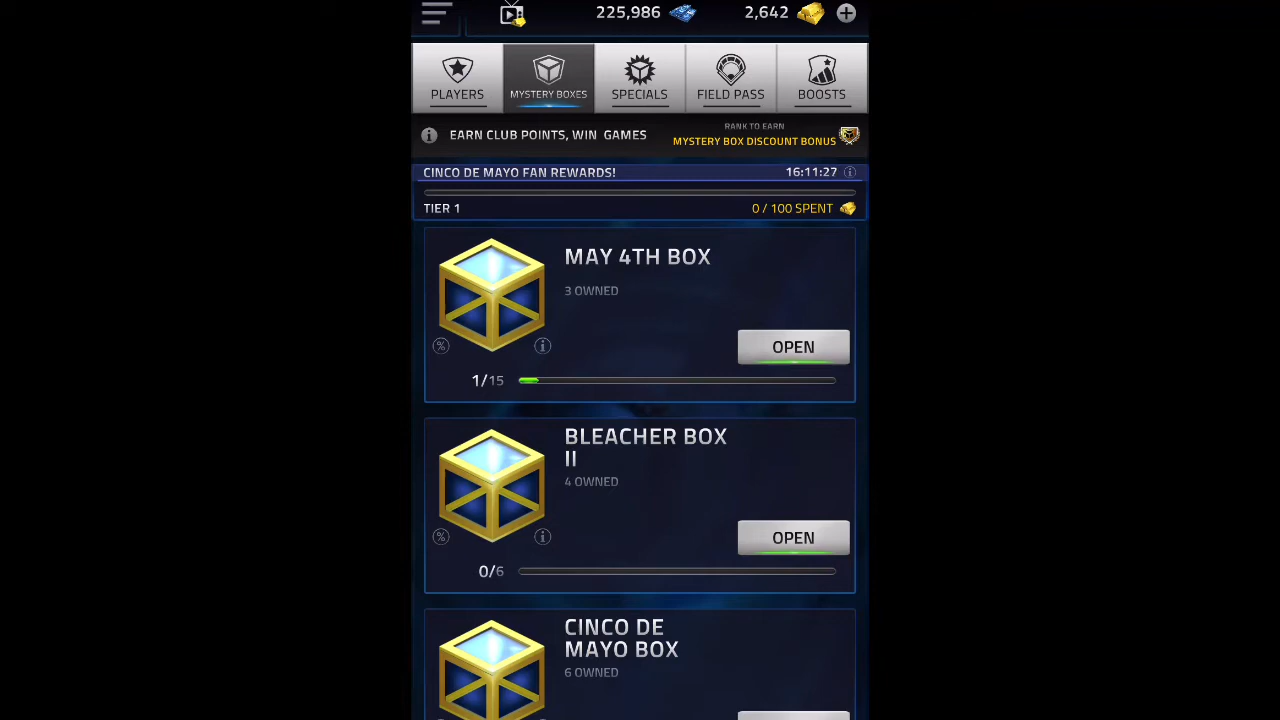 225,986
2,642
PLAYERS
MYSTERY BOXES
SPECIALS
FIELD PASS
BOOSTS
EARN CLUB POINTS, WIN GAMES
RANK TO EARN
MYSTERY BOX DISCOUNT BONUS
CINCO DE MAYO FAN REWARDS!
16:11:27
TIER 1
0 / 100 SPENT
MAY 4TH BOX
3 OWNED
%
i
OPEN
1/15
BLEACHER BOX
II
4 OWNED
%
i
OPEN
0/6
CINCO DE
MAYO BOX
6 OWNED